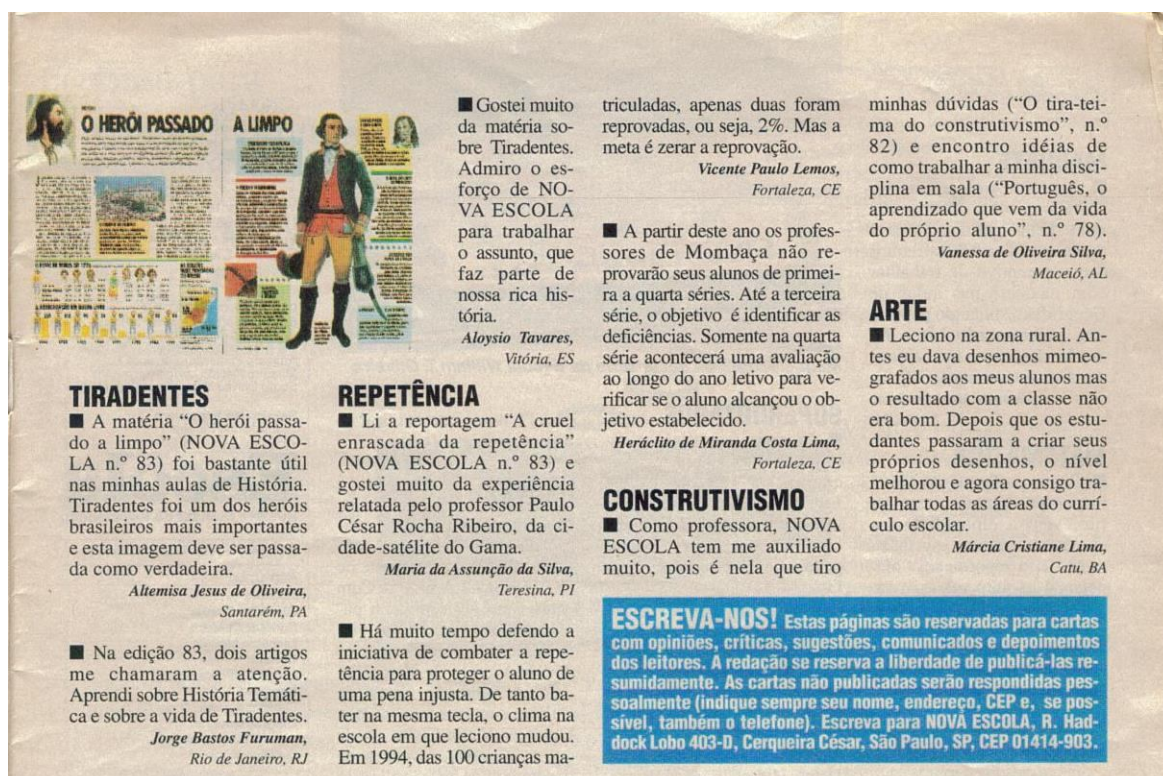 O HERÓI PASSADO
A LIMPO
TIRADENTES
■ A matéria “O herói passa-
do a limpo” (NOVA ESCO-
LA n.º 83) foi bastante útil
nas minhas aulas de História.
Tiradentes foi um dos heróis
brasileiros mais importantes
e esta imagem deve ser passa-
da como verdadeira.
Altemisa Jesus de Oliveira,
Santarém, PA
■ Na edição 83, dois artigos
me chamaram a atenção.
Aprendi sobre História Temáti-
ca e sobre a vida de Tiradentes.
Jorge Bastos Furuman,
Rio de Janeiro, RJ
■ Gostei muito
da matéria so-
bre Tiradentes.
Admiro o es-
forço de NO-
VA ESCOLA
para trabalhar
o assunto, que
faz parte de
nossa rica his-
tória.
Aloysio Tavares,
Vitória, ES
REPETÊNCIA
■ Li a reportagem “A cruel
enrascada da repetência”
(NOVA ESCOLA n.º 83) e
gostei muito da experiência
relatada pelo professor Paulo
César Rocha Ribeiro, da ci-
dade-satélite do Gama.
Maria da Assunção da Silva,
Teresina, PI
■ Há muito tempo defendo a
iniciativa de combater a repe-
tência para proteger o aluno de
uma pena injusta. De tanto ba-
ter na mesma tecla, o clima na
escola em que leciono mudou.
Em 1994, das 100 crianças ma-
triculadas, apenas duas foram
reprovadas, ou seja, 2%. Mas a
meta é zerar a reprovação.
Vicente Paulo Lemos,
Fortaleza, CE
■ A partir deste ano os profes-
sores de Mombaça não re-
provarão seus alunos de primei-
ra a quarta séries. Até a terceira
série, o objetivo é identificar as
deficiências. Somente na quarta
série acontecerá uma avaliação
ao longo do ano letivo para ve-
rificar se o aluno alcançou o ob-
jetivo estabelecido.
Heráclito de Miranda Costa Lima,
Fortaleza, CE
CONSTRUTIVISMO
■ Como professora, NOVA
ESCOLA tem me auxiliado
muito, pois é nela que tiro
minhas dúvidas (“O tira-tei-
ma do construtivismo”, n.º
82) e encontro idéias de
como trabalhar a minha disci-
plina em sala (“Português, o
aprendizado que vem da vida
do próprio aluno”, n.º 78).
Vanessa de Oliveira Silva,
Maceió, AL
ARTE
■ Leciono na zona rural. An-
tes eu dava desenhos mimeo-
grafados aos meus alunos mas
o resultado com a classe não
era bom. Depois que os estu-
dantes passaram a criar seus
próprios desenhos, o nível
melhorou e agora consigo tra-
balhar todas as áreas do currí-
culo escolar.
Márcia Cristiane Lima,
Catu, BA
ESCREVA-NOS! Estas páginas são reservadas para cartas
com opiniões, críticas, sugestões, comunicados e depoimentos
dos leitores. A redação se reserva a liberdade de publicá-las re-
sumidamente. As cartas não publicadas serão respondidas pes-
soalmente (indique sempre seu nome, endereço, CEP e, se pos-
sível, também o telefone). Escreva para NOVA ESCOLA, R. Had-
dock Lobo 403-D, Cerqueira César, São Paulo, SP, CEP 01414-903.